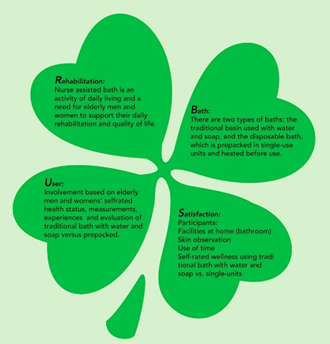 Rehabilitation:
Nurse assisted bath is an
activity of daily living and a
need for elderly men and
women to support their daily
rehabilitation and quality of life.
Bath:
There are two types of baths: the
traditional basin used with water
and soap, and the disposable bath,
which is prepacked in single-use
units and heated before use.
User:
Involvement based on elderly
men and womens' selfrated
health status, measurements,
experiences and evaluation of
traditional bath with water and
soap versus prepacked.
Satisfaction:
Participants:
Facilities at home (bathroom)
Skin observation
Use of time
Self-rated wellness using tradi
tional bath with water and
soap vs. single-units